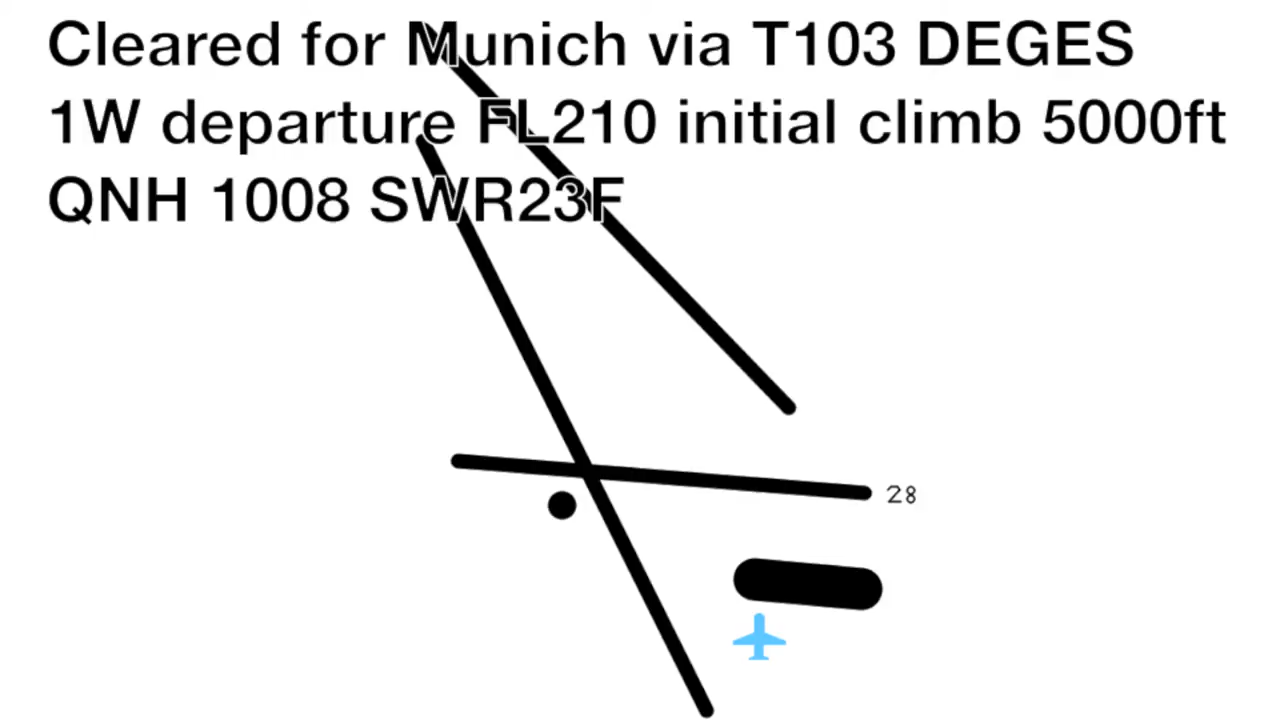 Cleared for Munich via T103 DEGES
1W departure FL210 initial climb 5000ft
QNH 1008 SWR23F
28